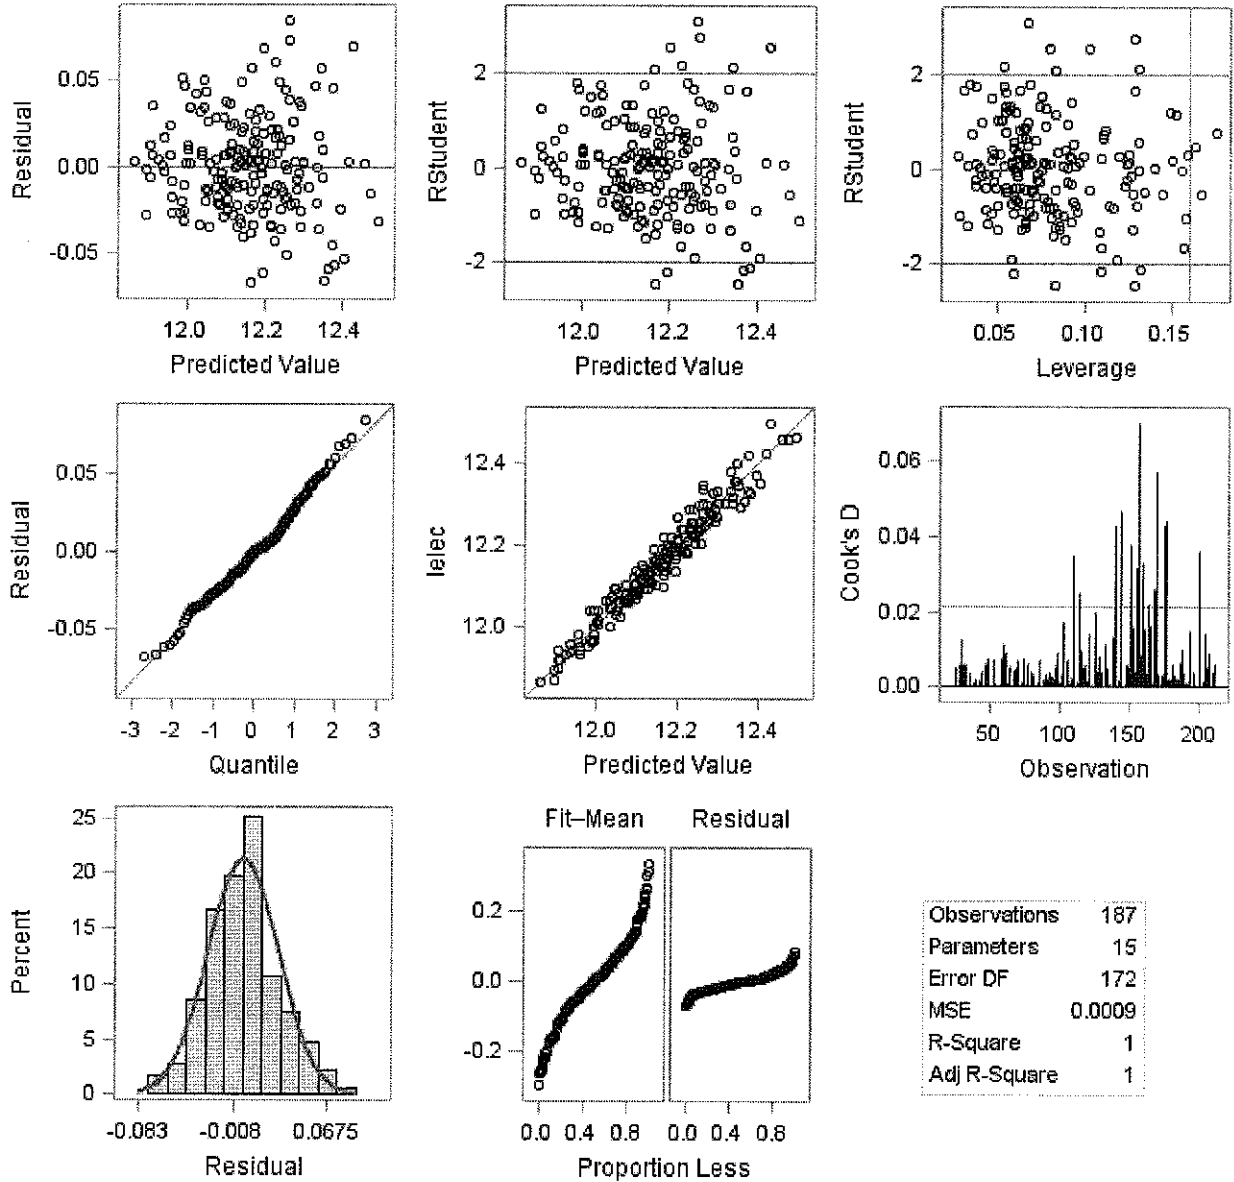 Residual
0.05
0.00
-0.05
12.0 12.2 12.4
Predicted Value
RStudent
2
0
-2
12.0 12.2 12.4
Predicted Value
RStudent
2
0
-2
0.05 0.10 0.15
Leverage
Residual
0.05
0.00
-0.05
-3 -2 -1 0 1 2 3
Quantile
lelec
12.4
12.2
12.0
12.0 12.2 12.4
Predicted Value
Cook's D
0.06
0.04
0.02
0.00
50 100 150 200
Observation
Percent
25
20
15
10
5
0
-0.083 -0.008 0.0675
Residual
Fit–Mean Residual
0.2
0.0
-0.2
0.0 0.4 0.8 0.0 0.4 0.8
Proportion Less
Observations 187
Parameters 15
Error DF 172
MSE 0.0009
R-Square 1
Adj R-Square 1